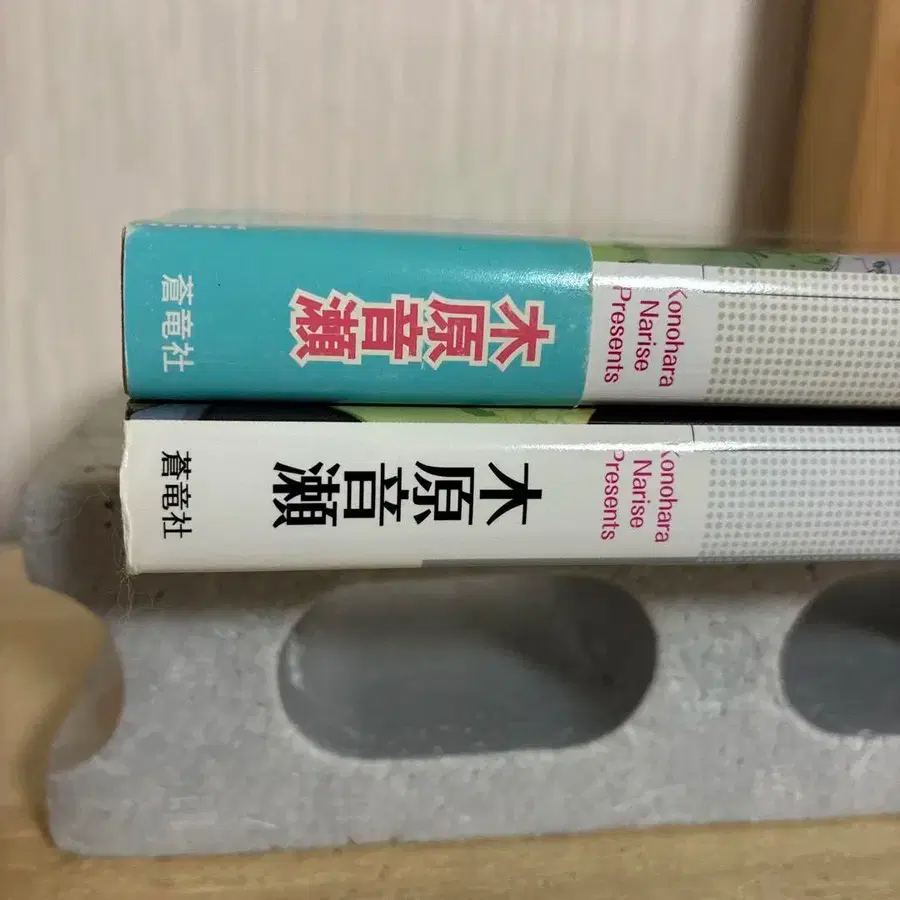 Konohara
Narise
Presents
木原音瀬
蒼竜社
Konohara
Narise
Presents
木原音瀬
蒼竜社